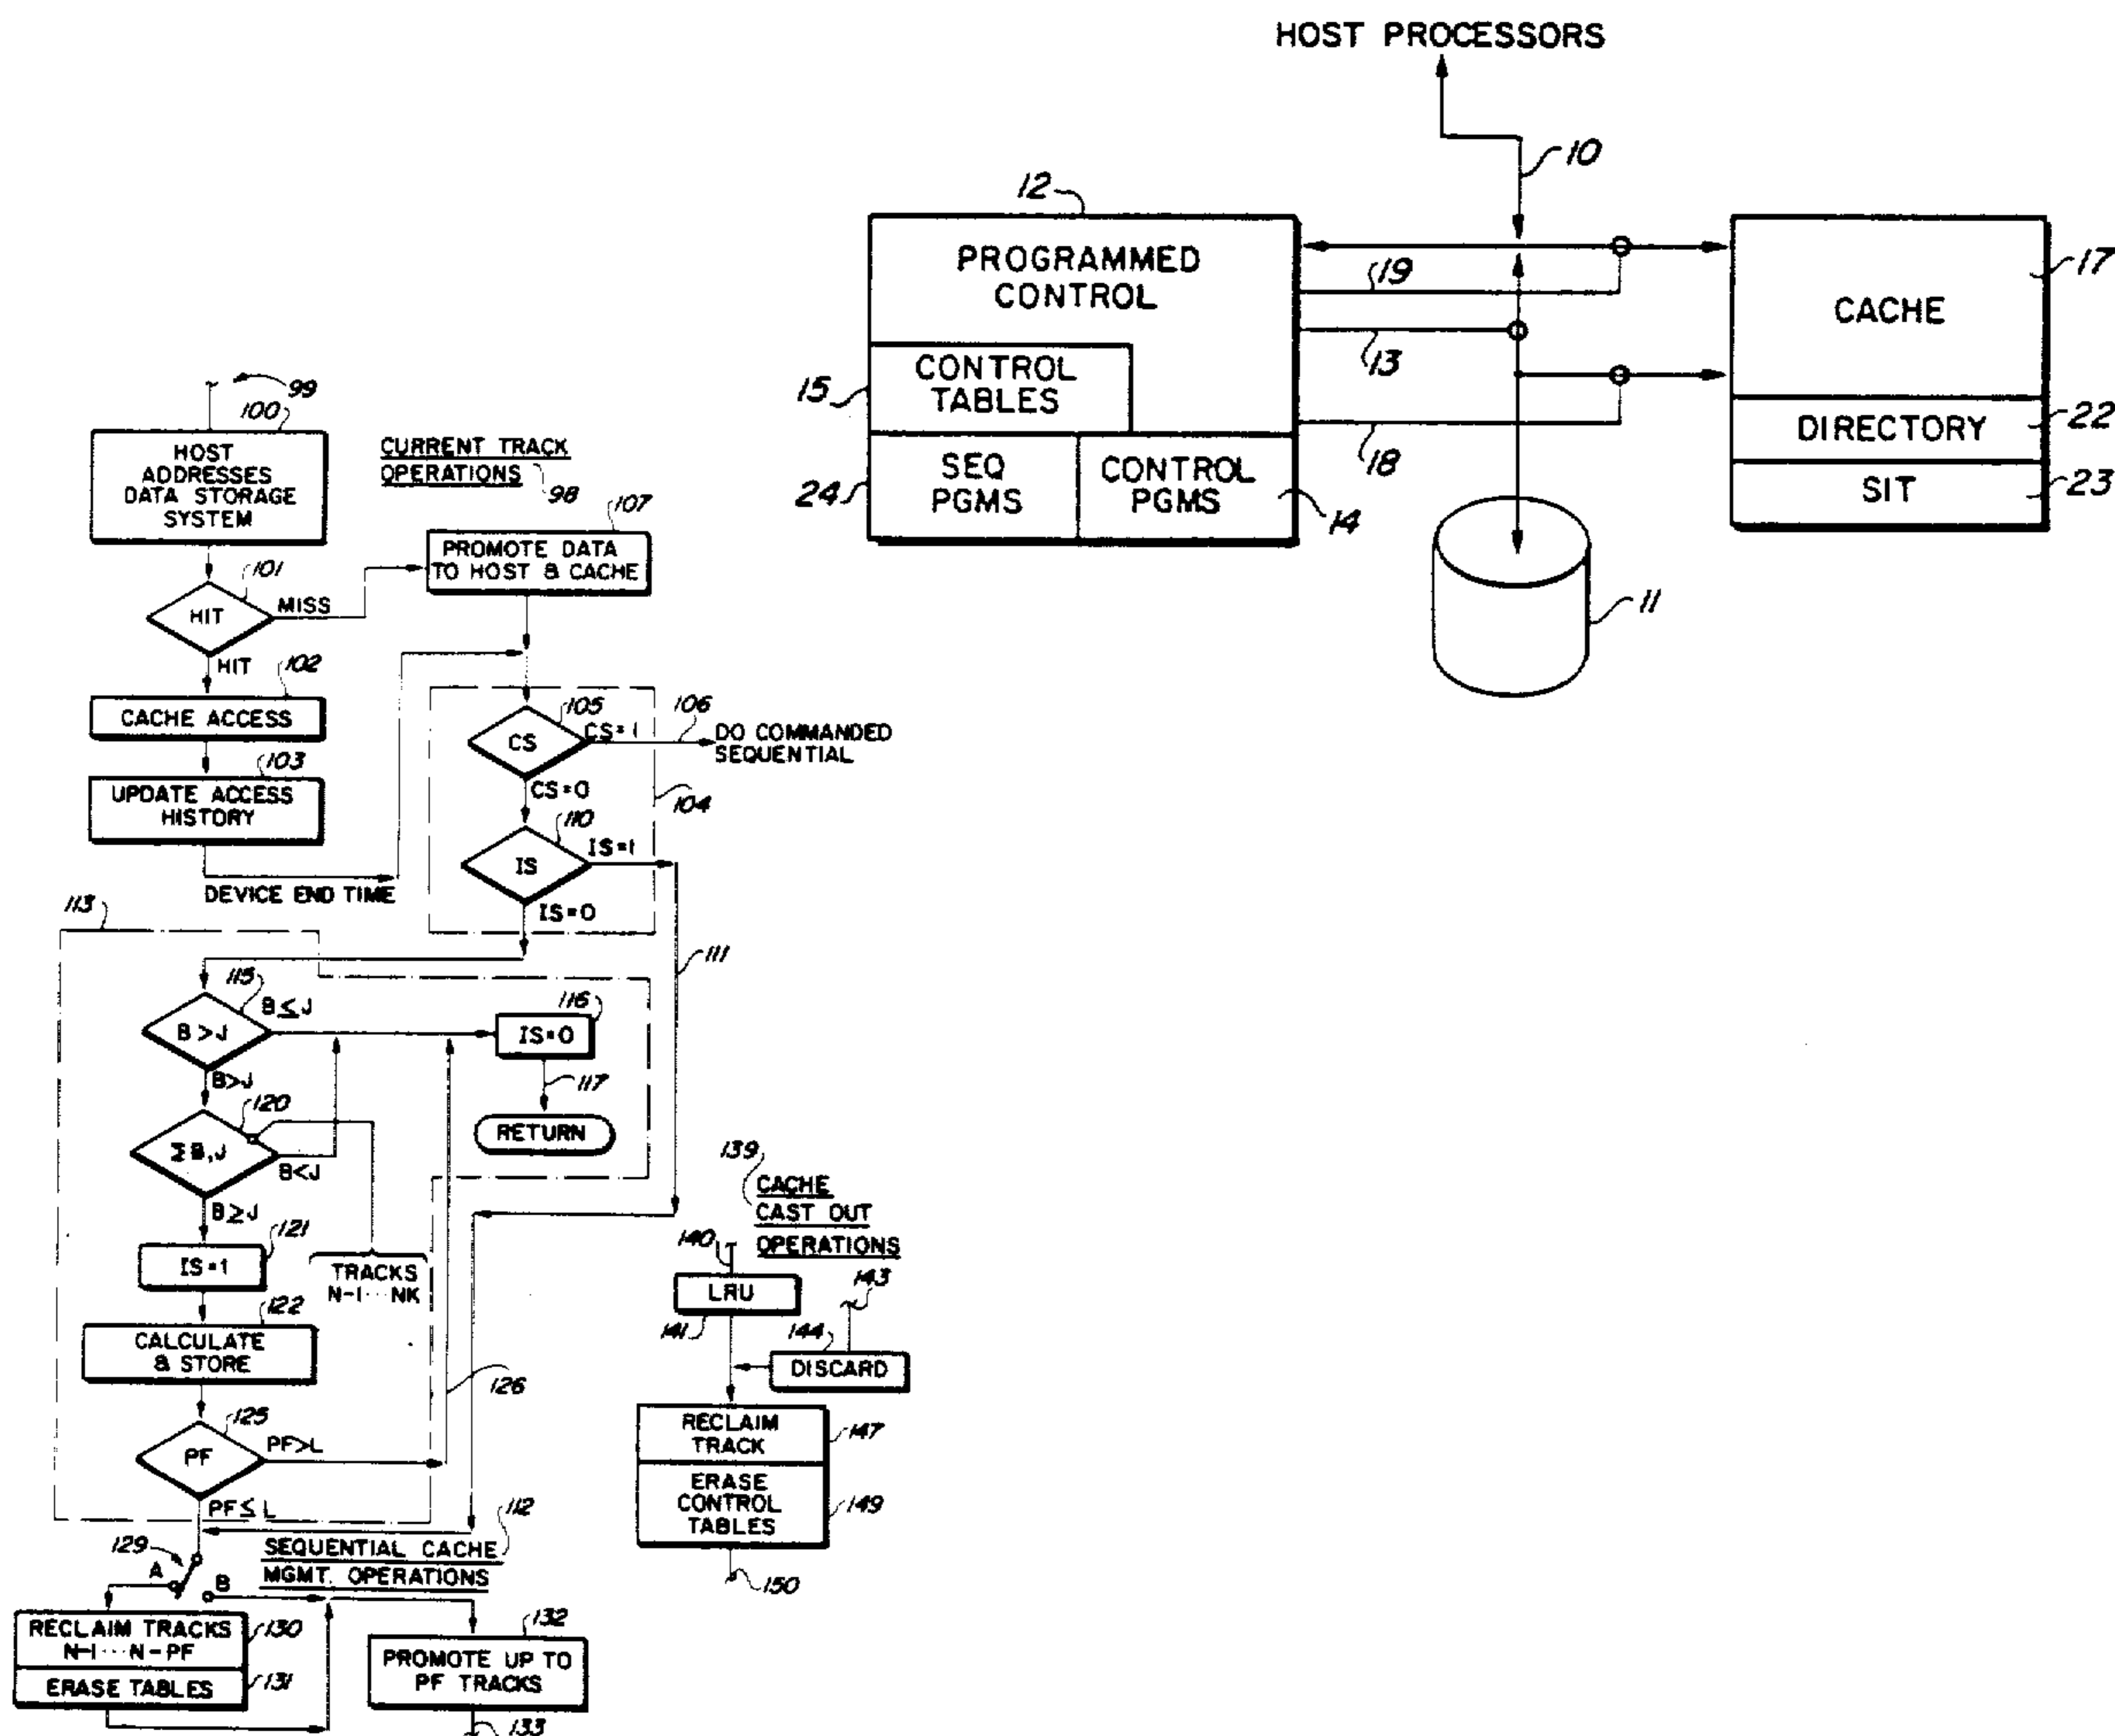 HOST PROCESSORS
10
12
PROGRAMMED
CONTROL
19
17
CACHE
13
CONTROL
TABLES
15
DIRECTORY
22
18
SEQ
PGMS
CONTROL
PGMS
24
14
SIT
23
11
99
100
HOST
ADDRESSES
DATA STORAGE
SYSTEM
CURRENT TRACK
OPERATIONS
98
107
PROMOTE DATA
TO HOST & CACHE
101
HIT
MISS
HIT
102
CACHE ACCESS
103
UPDATE ACCESS
HISTORY
DEVICE END TIME
105
CS
CS=1
106
DO COMMANDED
SEQUENTIAL
CS=0
104
110
IS
IS=1
IS=0
111
113
115
B>J
B≤J
116
IS=0
117
RETURN
B>J
120
ΣB,J
B<J
B≥J
121
IS=1
TRACKS
N-1···NK
122
CALCULATE
& STORE
126
125
PF
PF>L
PF≤L
112
SEQUENTIAL CACHE
MGMT. OPERATIONS
129
A
B
RECLAIM TRACKS
N-1···N-PF
130
ERASE TABLES
131
132
PROMOTE UP TO
PF TRACKS
133
139
CACHE
CAST OUT
OPERATIONS
140
LRU
141
143
144
DISCARD
RECLAIM
TRACK
147
ERASE
CONTROL
TABLES
149
150